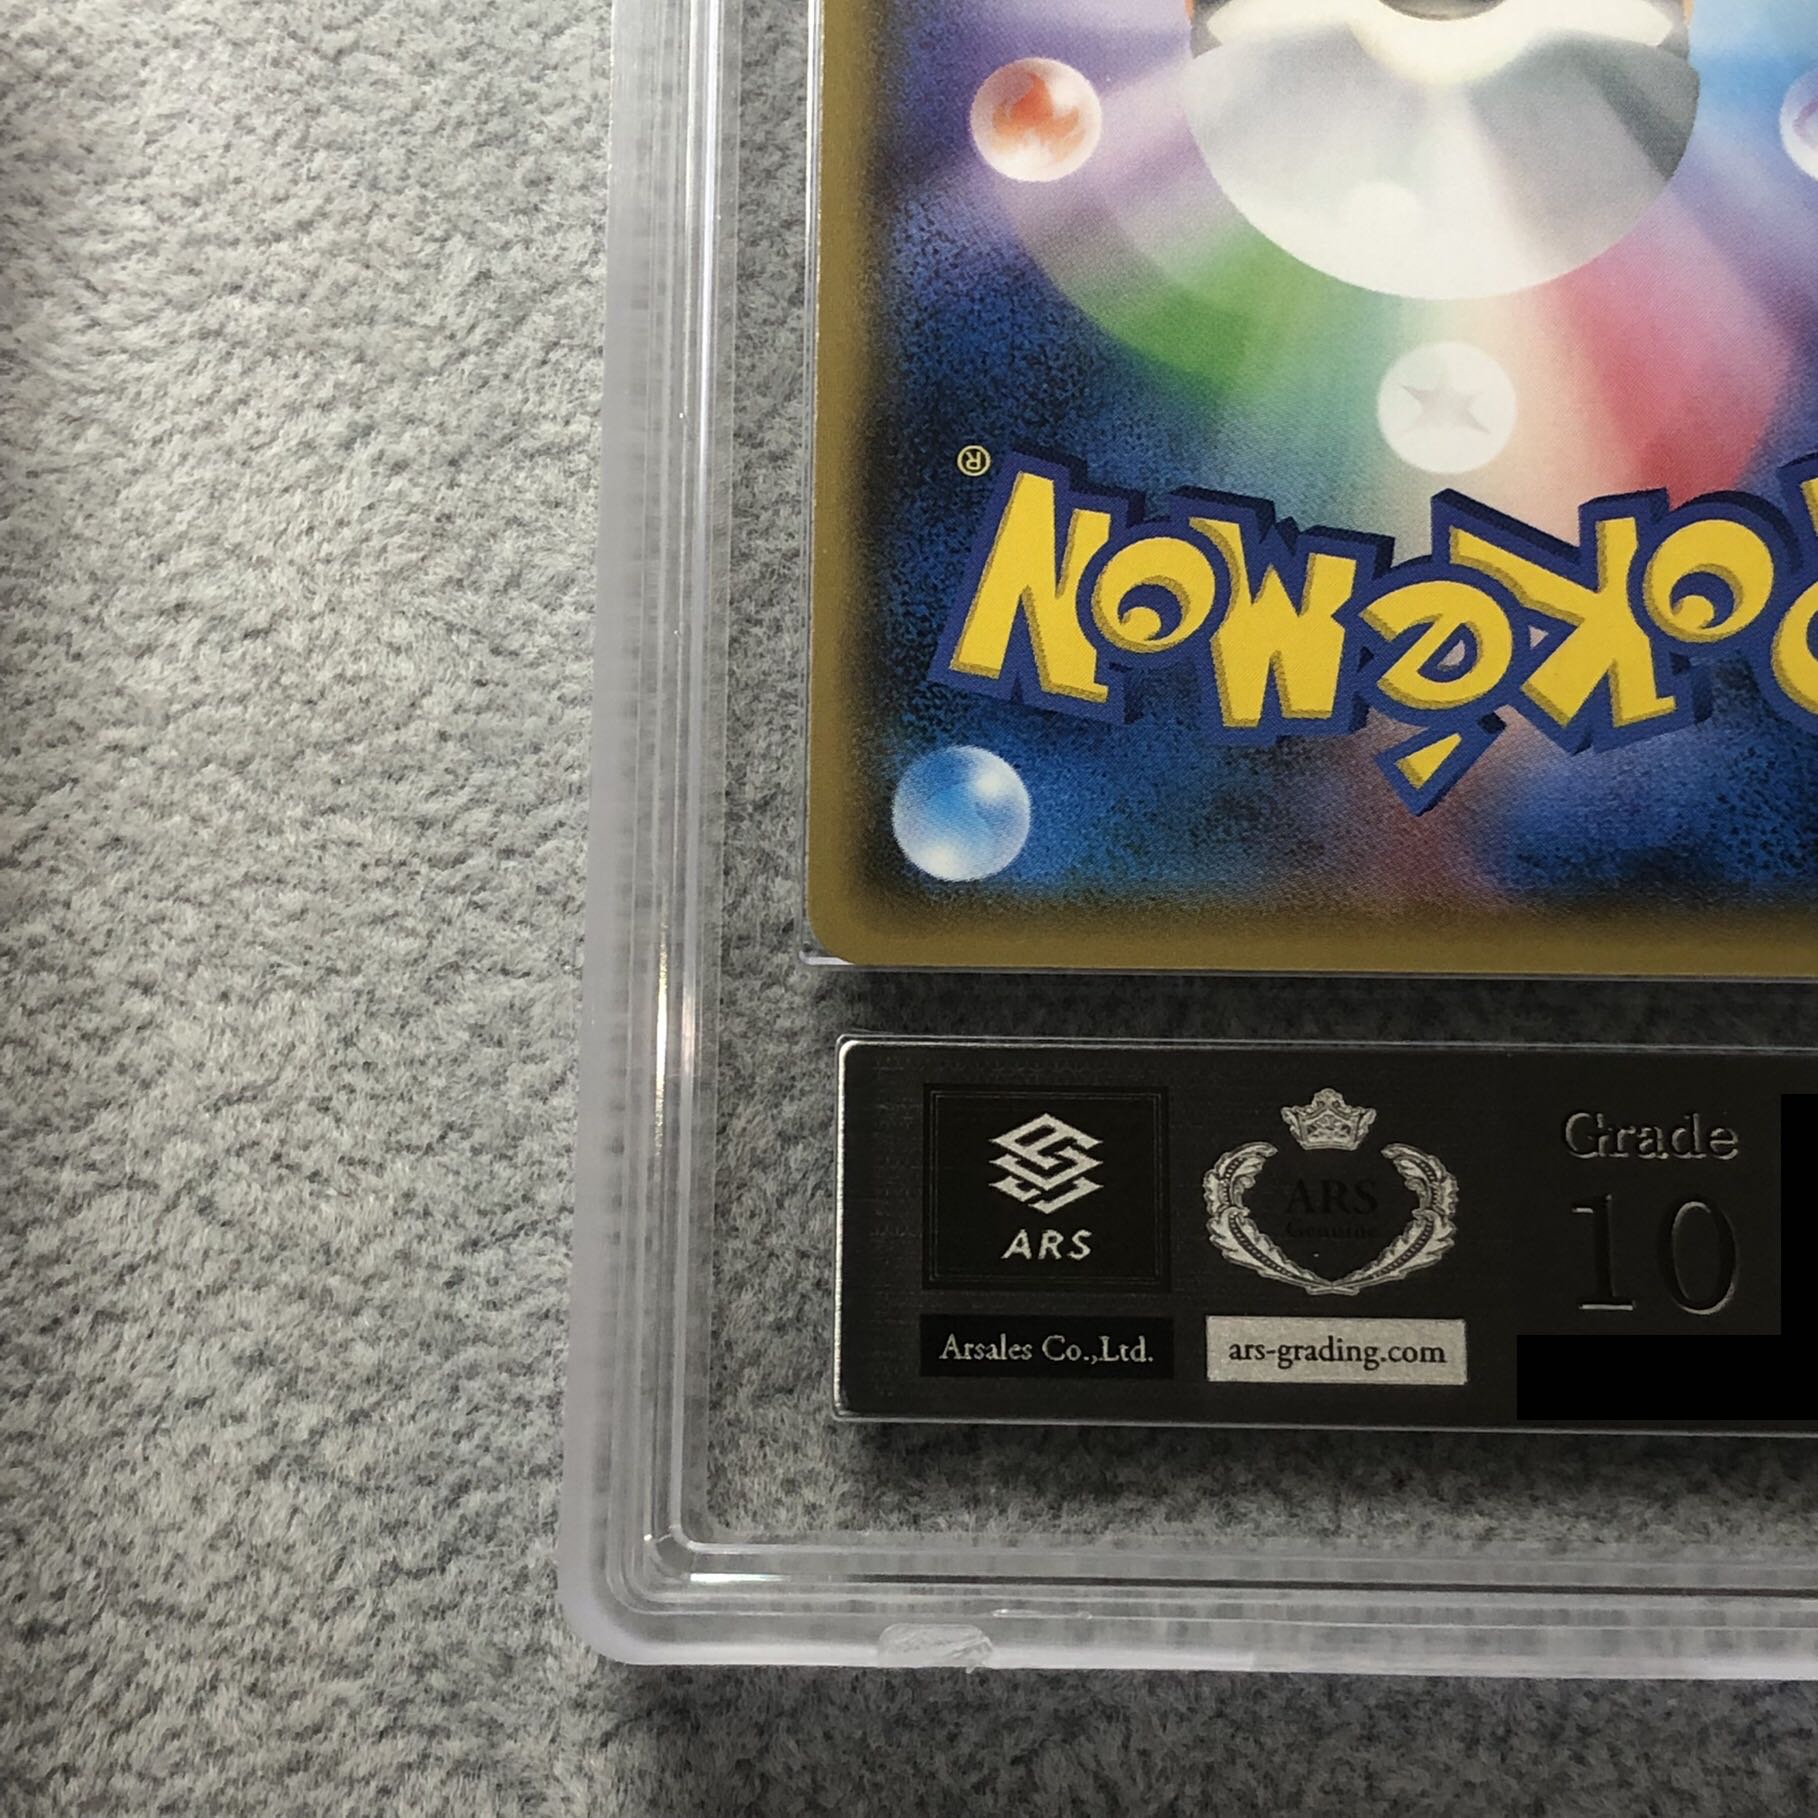 ®
POKéMON
ARS
ARS
Genuine
Grade
10
Arsales Co.,Ltd.
ars-grading.com